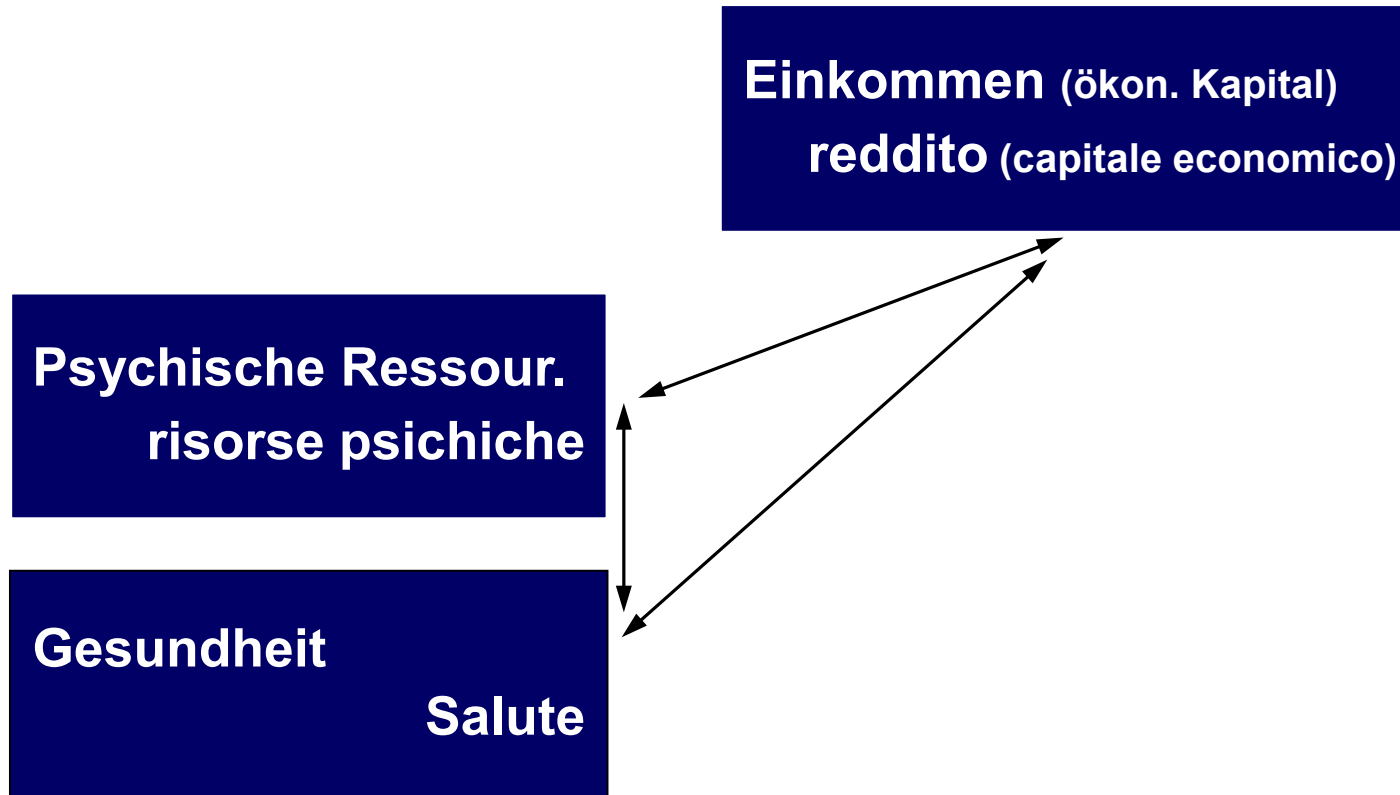 Einkommen (ökon. Kapital)
reddito (capitale economico)
Psychische Ressour.
risorse psichiche
Gesundheit
Salute